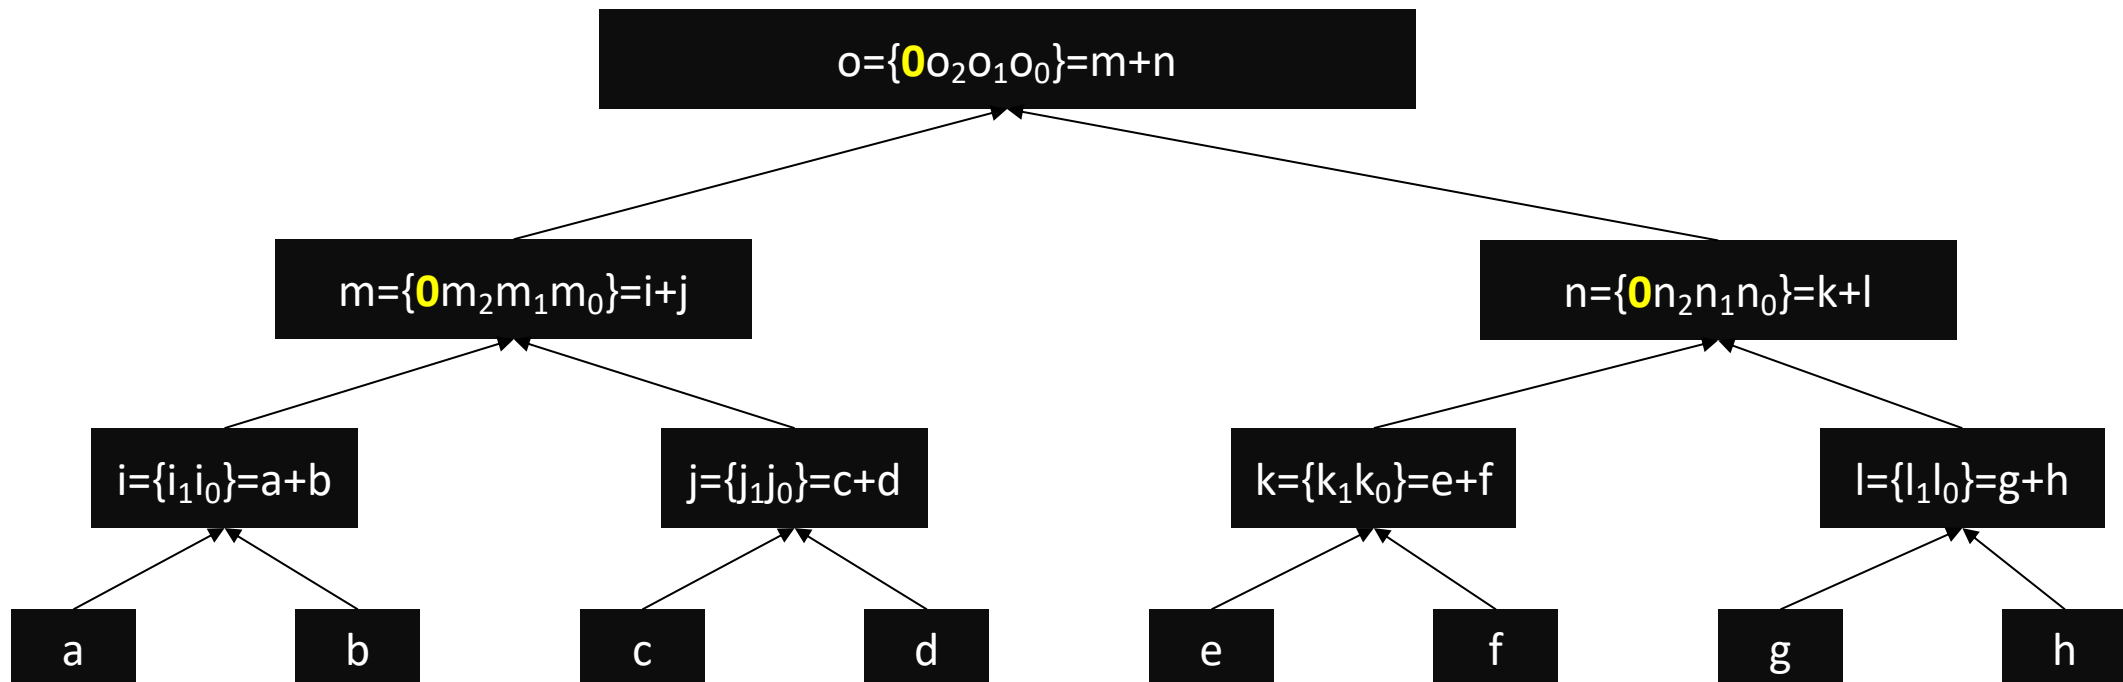 o={0o₂o₁o₀}=m+n
m={0m₂m₁m₀}=i+j
n={0n₂n₁n₀}=k+l
i={i₁i₀}=a+b
j={j₁j₀}=c+d
k={k₁k₀}=e+f
l={l₁l₀}=g+h
a
b
c
d
e
f
g
h